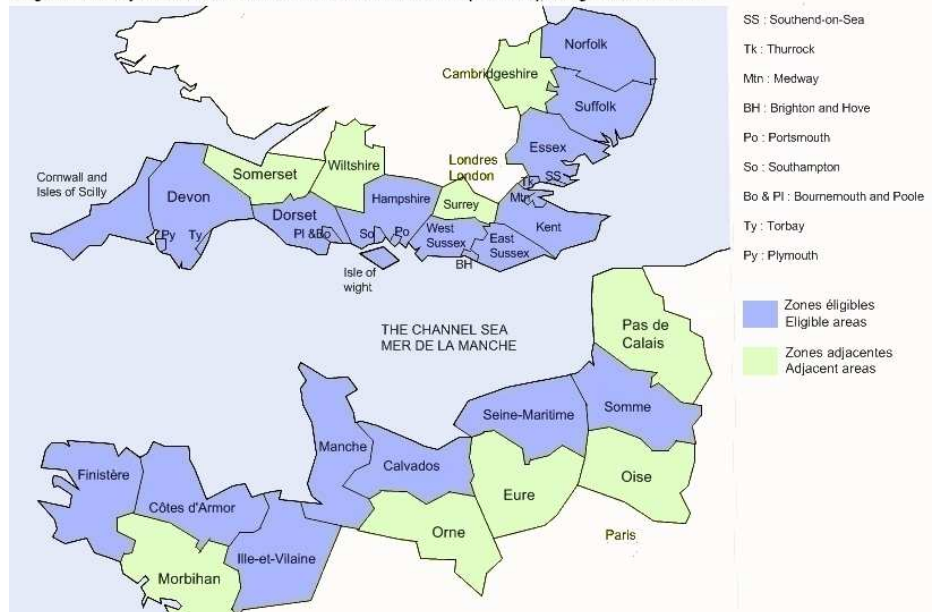 Norfolk
Cambridgeshire
Suffolk
Essex
Londres
London
Wiltshire
Somerset
Cornwall and
Isles of Scilly
Devon
Dorset
Hampshire
Surrey
Tk
SS
Mtn
Kent
Py
Ty
Pl &Bo
So
Po
West
Sussex
East
Sussex
BH
Isle of
wight
THE CHANNEL SEA
MER DE LA MANCHE
Pas de
Calais
Somme
Seine-Maritime
Manche
Calvados
Oise
Eure
Finistère
Côtes d'Armor
Orne
Paris
Ille-et-Vilaine
Morbihan
SS : Southend-on-Sea
Tk : Thurrock
Mtn : Medway
BH : Brighton and Hove
Po : Portsmouth
So : Southampton
Bo & Pl : Bournemouth and Poole
Ty : Torbay
Py : Plymouth
Zones éligibles
Eligible areas
Zones adjacentes
Adjacent areas